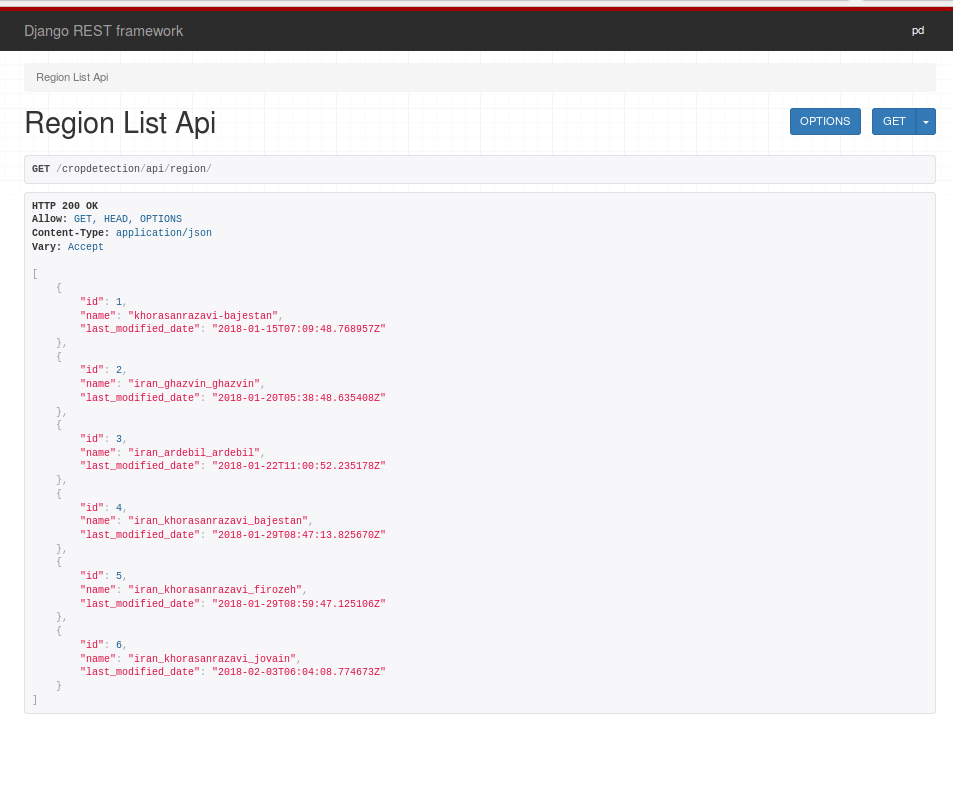 Django REST framework
pd
Region List Api
Region List Api
OPTIONS
GET
GET /cropdetection/api/region/
HTTP 200 OK
Allow: GET, HEAD, OPTIONS
Content-Type: application/json
Vary: Accept
[
    {
        "id": 1,
        "name": "khorasanrazavi-bajestan",
        "last_modified_date": "2018-01-15T07:09:48.768957Z"
    },
    {
        "id": 2,
        "name": "iran_ghazvin_ghazvin",
        "last_modified_date": "2018-01-20T05:38:48.635408Z"
    },
    {
        "id": 3,
        "name": "iran_ardebil_ardebil",
        "last_modified_date": "2018-01-22T11:00:52.235178Z"
    },
    {
        "id": 4,
        "name": "iran_khorasanrazavi_bajestan",
        "last_modified_date": "2018-01-29T08:47:13.825670Z"
    },
    {
        "id": 5,
        "name": "iran_khorasanrazavi_firozeh",
        "last_modified_date": "2018-01-29T08:59:47.125106Z"
    },
    {
        "id": 6,
        "name": "iran_khorasanrazavi_jovain",
        "last_modified_date": "2018-02-03T06:04:08.774673Z"
    }
]